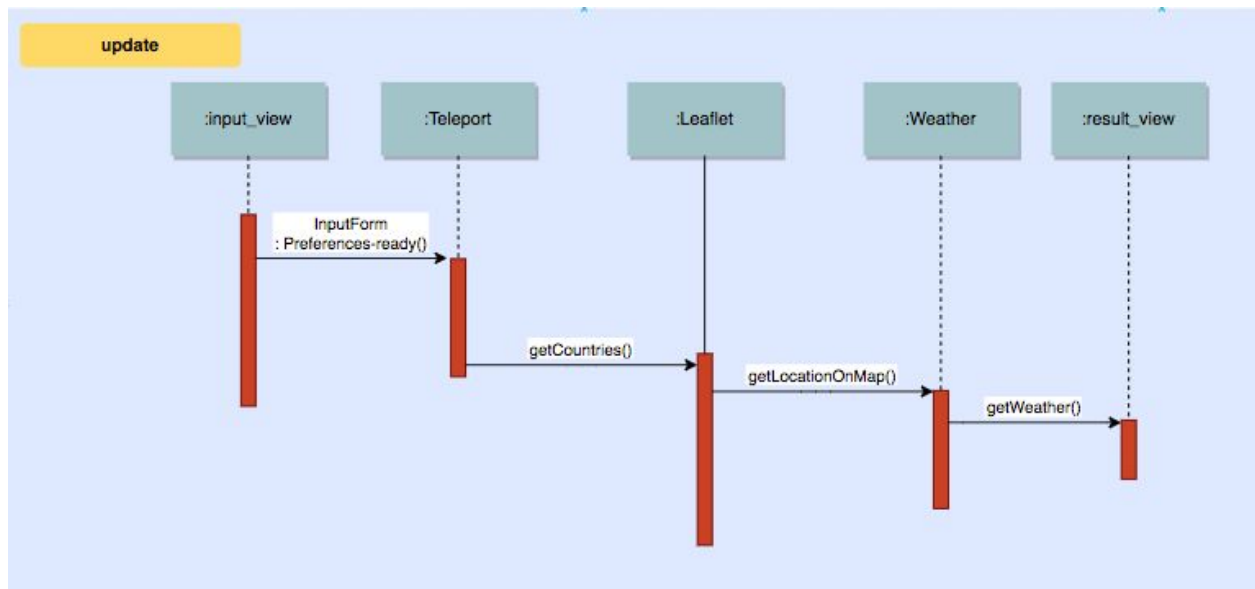 update
:input_view
:Teleport
:Leaflet
:Weather
:result_view
InputForm
: Preferences-ready()
getCountries()
getLocationOnMap()
getWeather()